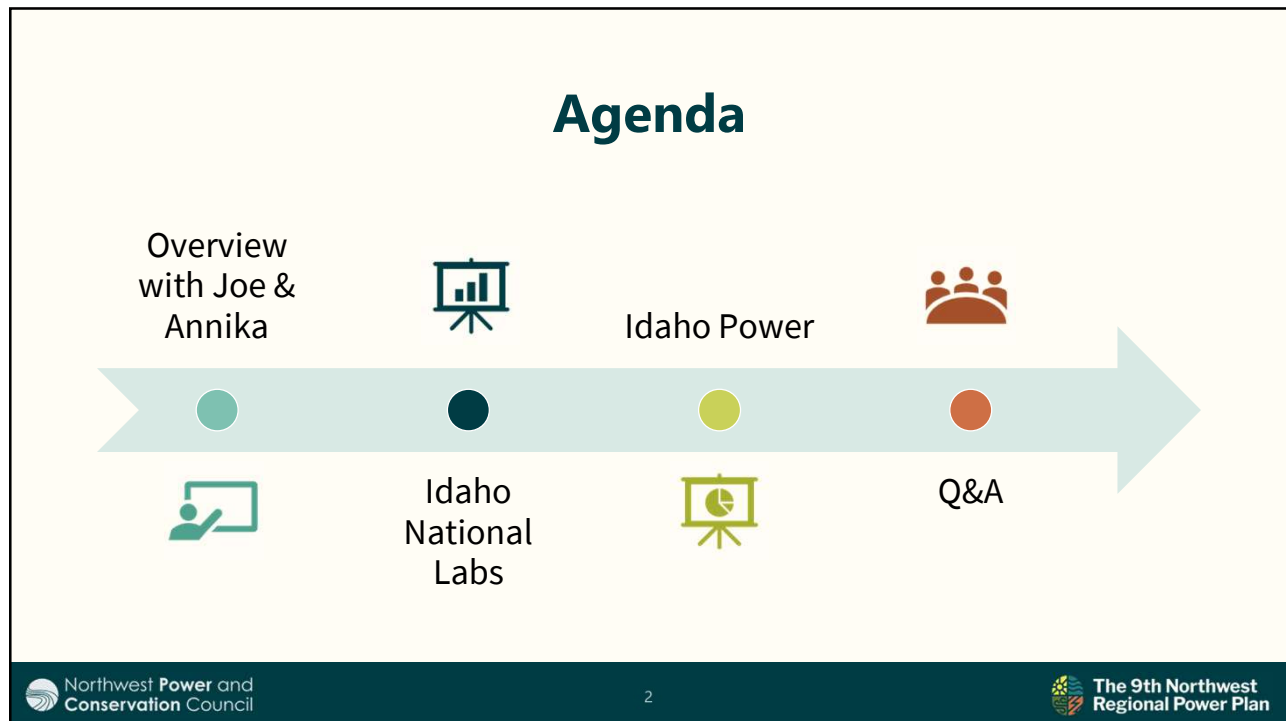 Agenda
Overview
with Joe &
Annika
Idaho
National
Labs
Idaho Power
Q&A
Northwest Power and
Conservation Council
2
The 9th Northwest
Regional Power Plan